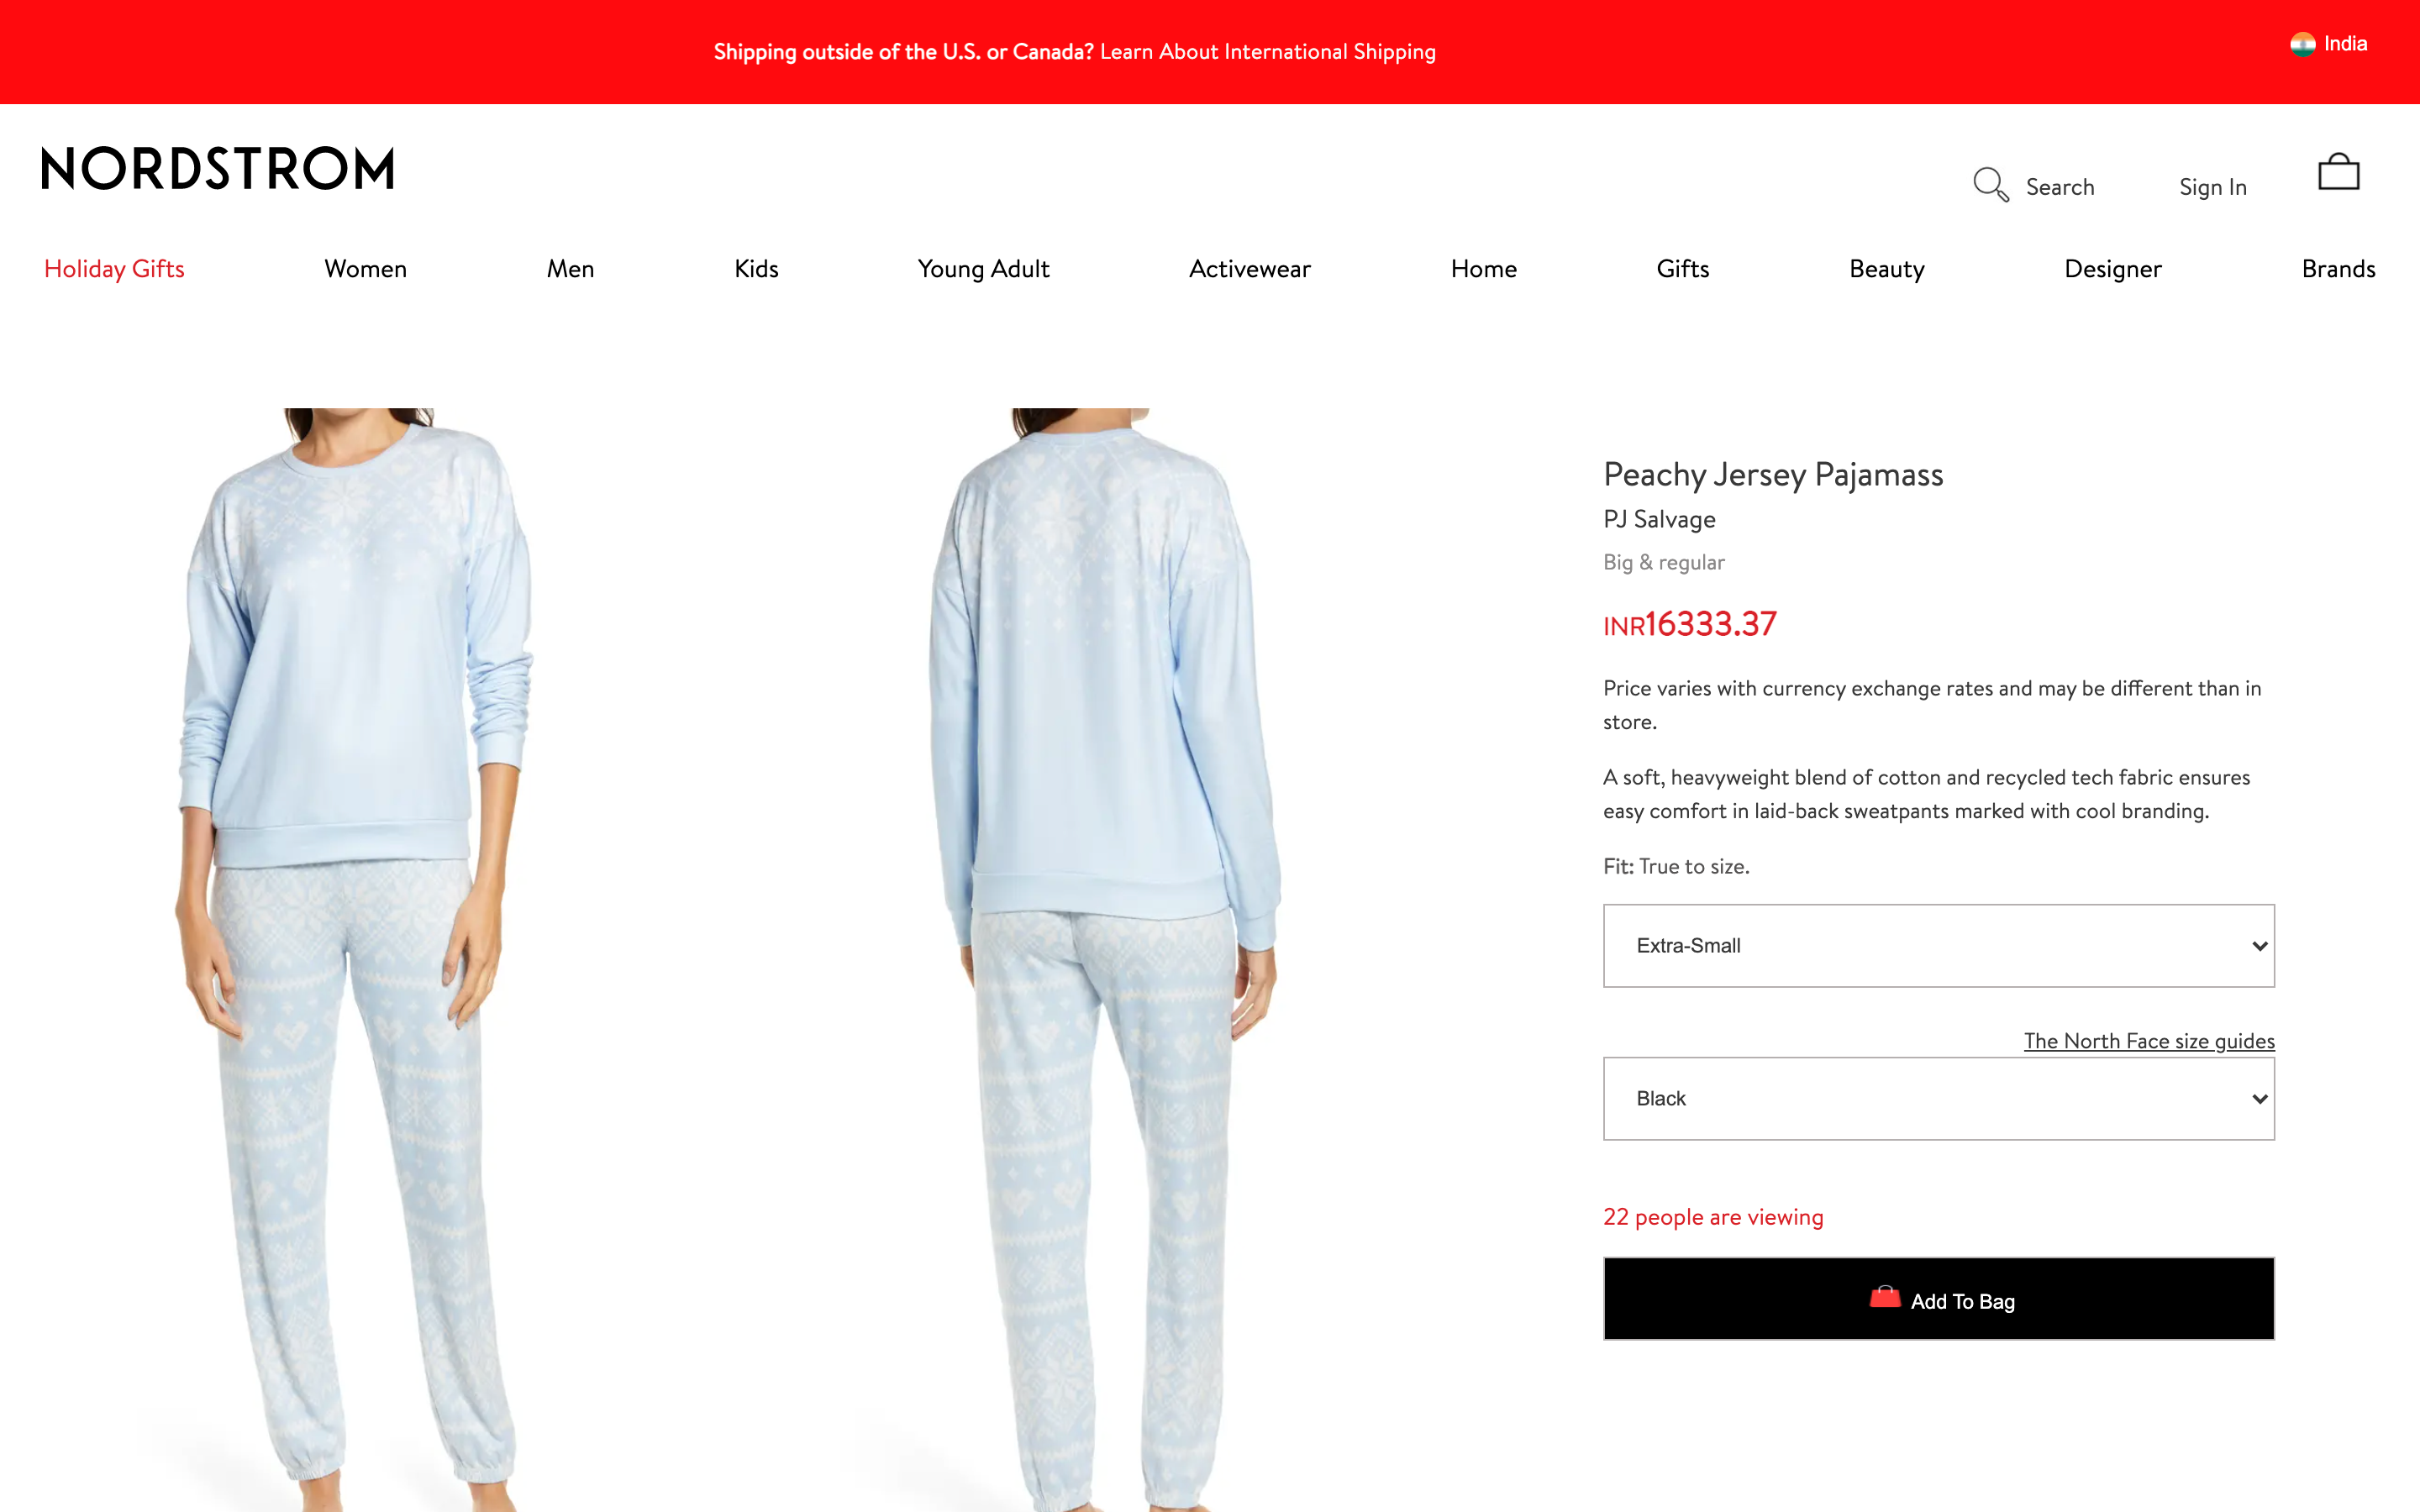 Shipping outside of the U.S. or Canada? Learn About International Shipping
India
NORDSTROM
Search
Sign In
Holiday Gifts
Women
Men
Kids
Young Adult
Activewear
Home
Gifts
Beauty
Designer
Brands
Peachy Jersey Pajamass
PJ Salvage
Big & regular
INR16333.37
Price varies with currency exchange rates and may be different than in
store.
A soft, heavyweight blend of cotton and recycled tech fabric ensures
easy comfort in laid-back sweatpants marked with cool branding.
Fit: True to size.
Extra-Small
The North Face size guides
Black
22 people are viewing
Add To Bag